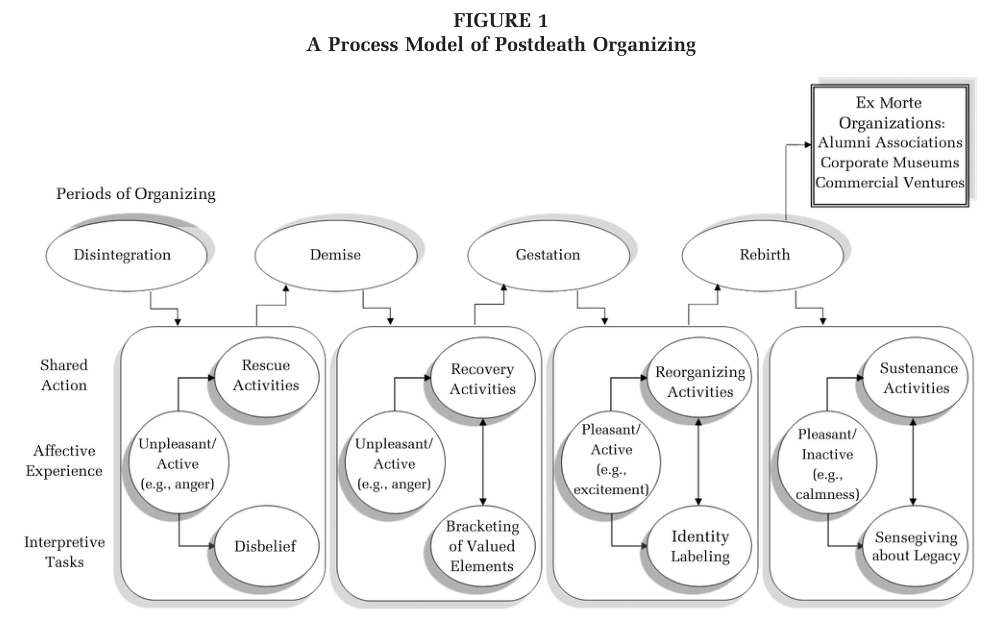 FIGURE 1
A Process Model of Postdeath Organizing
Ex Morte
Organizations:
Alumni Associations
Corporate Museums
Commercial Ventures
Periods of Organizing
Disintegration
Demise
Gestation
Rebirth
Shared
Action
Rescue
Activities
Recovery
Activities
Reorganizing
Activities
Sustenance
Activities
Affective
Experience
Unpleasant/
Active
(e.g., anger)
Unpleasant/
Active
(e.g., anger)
Pleasant/
Active
(e.g.,
excitement)
Pleasant/
Inactive
(e.g.,
calmness)
Interpretive
Tasks
Disbelief
Bracketing
of Valued
Elements
Identity
Labeling
Sensegiving
about Legacy